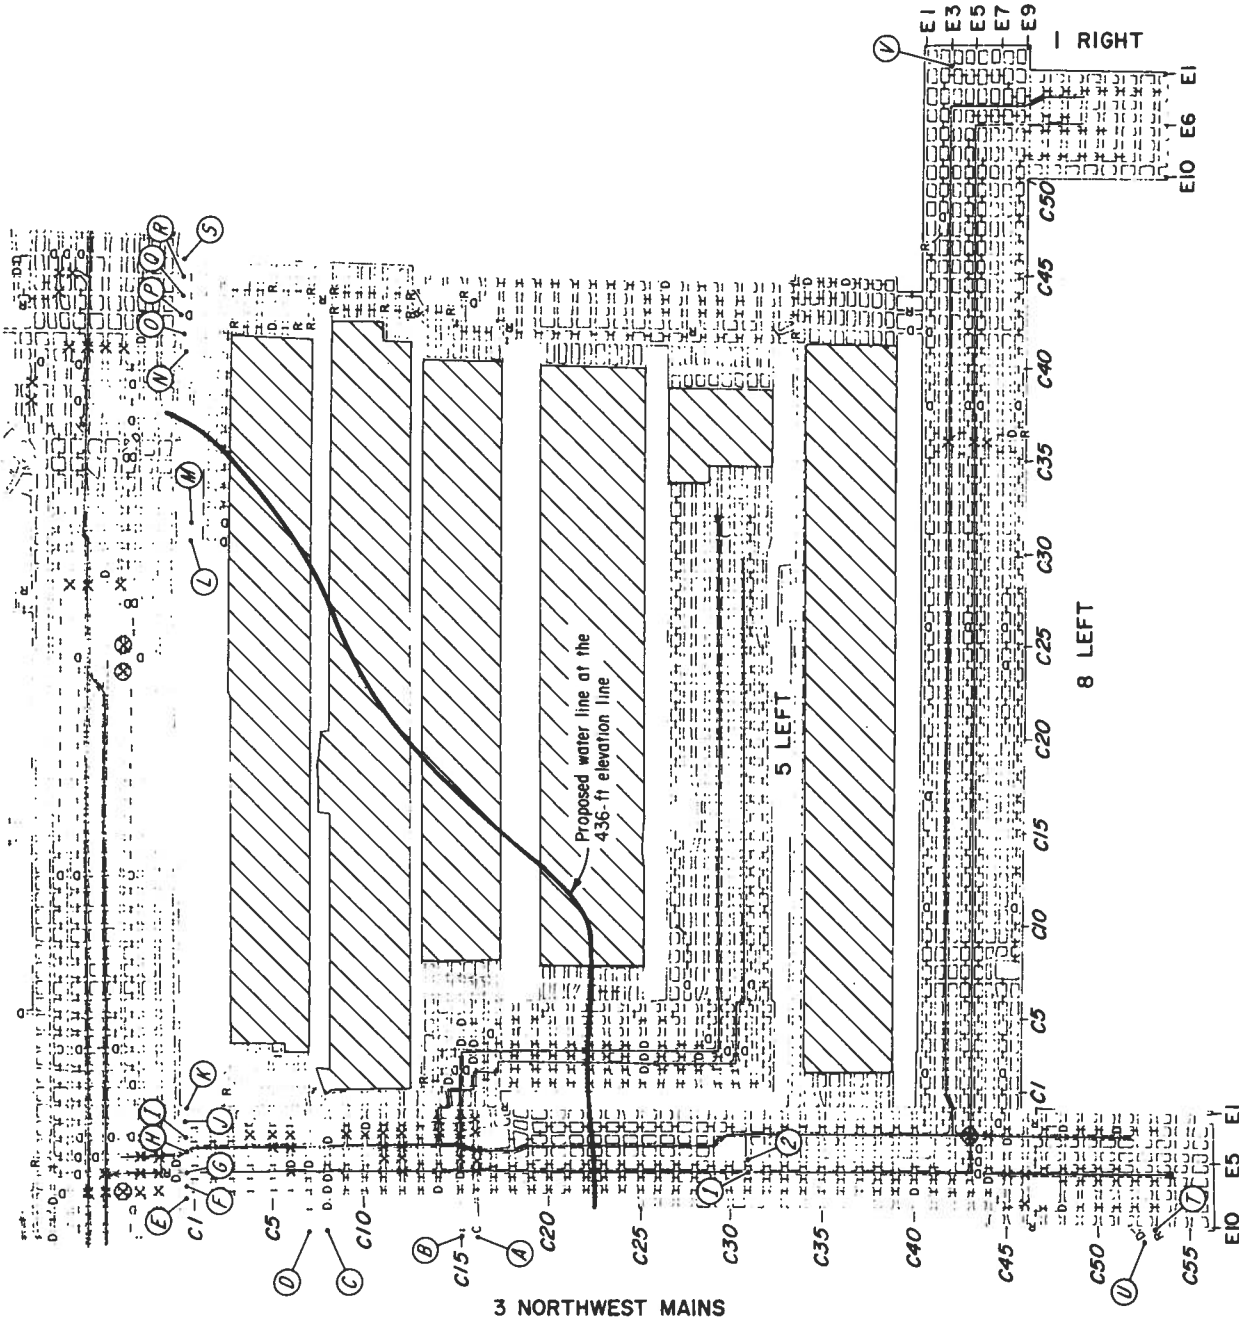 E1
E3
E5
E7
E9
1 RIGHT
V
E1
E6
E10
C50
C45
C40
C35
C30
C25
C20
C15
C10
C5
C1
8 LEFT
5 LEFT
Proposed water line at the
436-ft elevation line
R
S
Q
P
O
N
M
L
K
J
I
H
G
F
E
D
C
B
A
1
2
T
U
C1
C5
C10
C15
C20
C25
C30
C35
C40
C45
C50
C55
E1
E5
E10
3 NORTHWEST MAINS